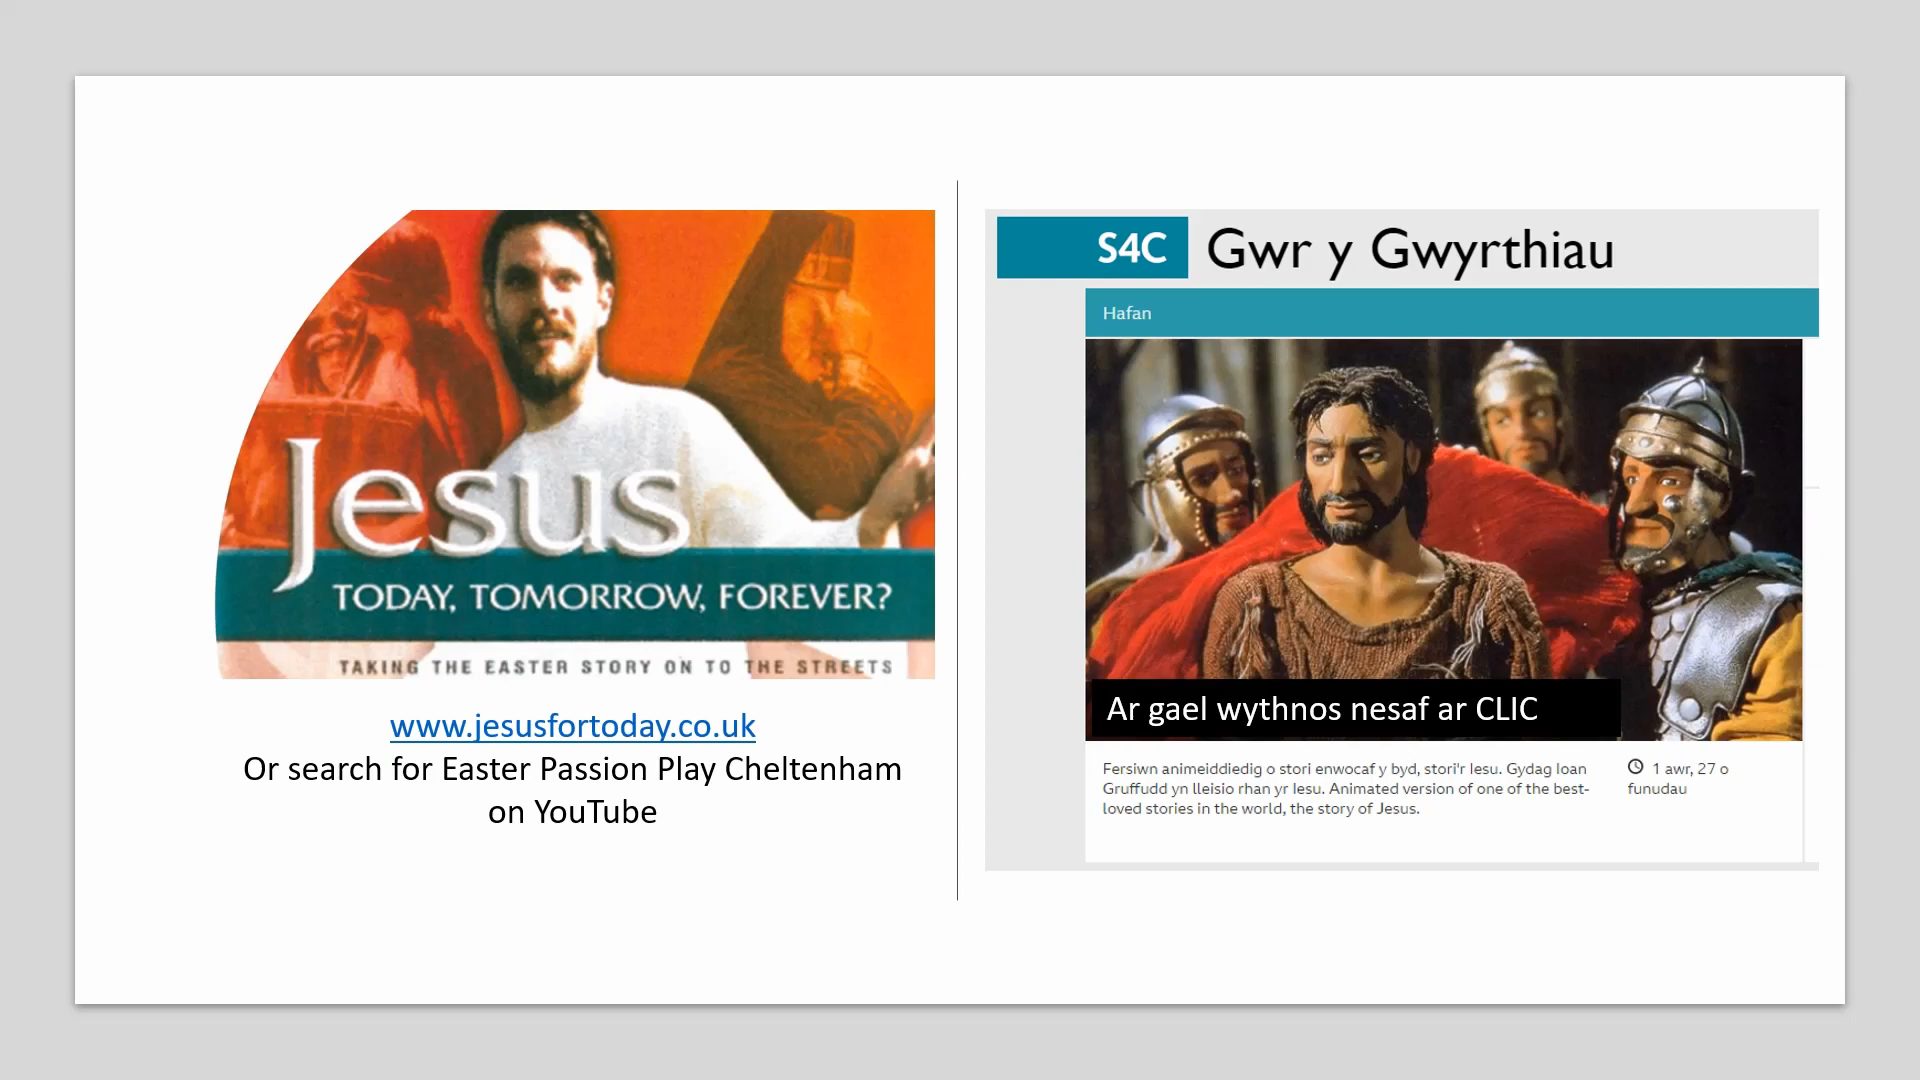 Jesus
TODAY, TOMORROW, FOREVER?
TAKING THE EASTER STORY ON TO THE STREETS
www.jesusfortoday.co.uk
Or search for Easter Passion Play Cheltenham
on YouTube
S4C Gwr y Gwyrthiau
Hafan
Ar gael wythnos nesaf ar CLIC
Fersiwn animeiddiedig o stori enwocaf y byd, stori'r Iesu. Gydag Ioan
Gruffudd yn lleisio rhan yr Iesu. Animated version of one of the best-
loved stories in the world, the story of Jesus.
1 awr, 27 o
funudau